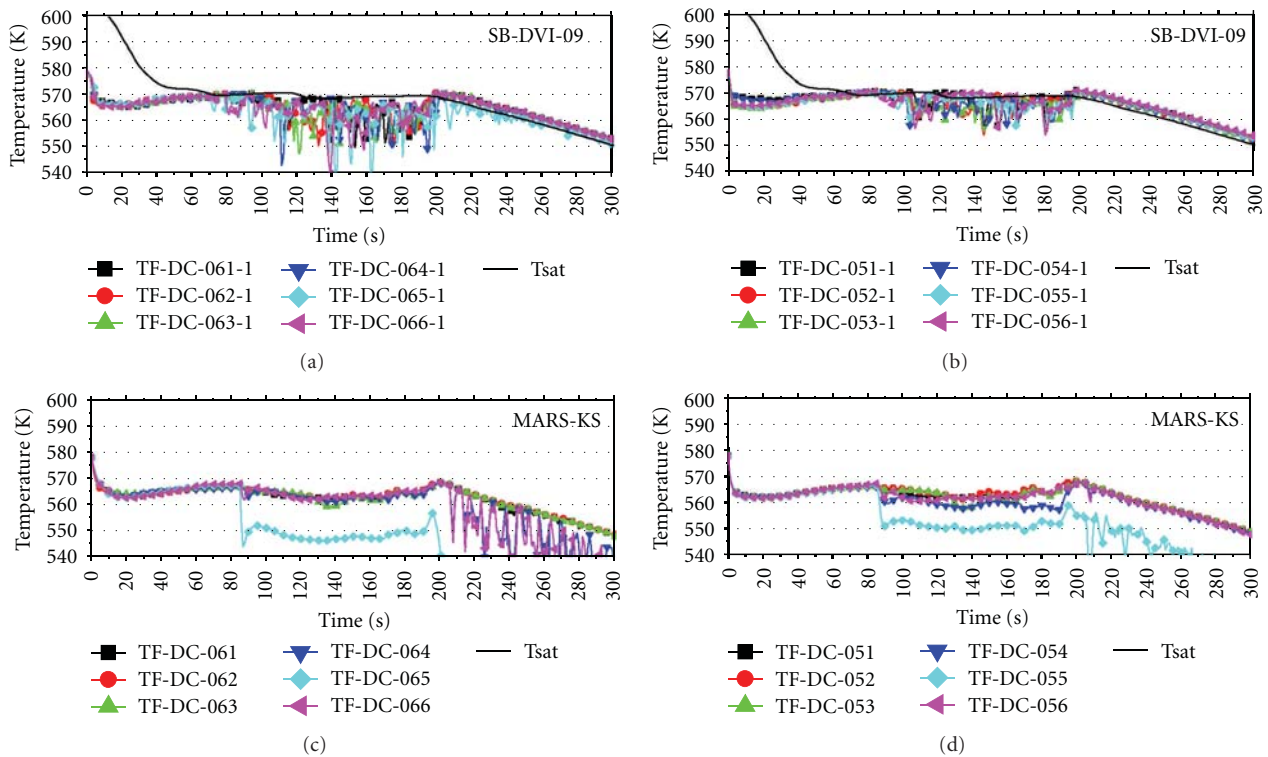 SB-DVI-09
Temperature (K)
600
590
580
570
560
550
540
0 20 40 60 80 100 120 140 160 180 200 220 240 260 280 300
Time (s)
TF-DC-061-1 TF-DC-064-1 Tsat
TF-DC-062-1 TF-DC-065-1
TF-DC-063-1 TF-DC-066-1
(a)
SB-DVI-09
Temperature (K)
600
590
580
570
560
550
540
0 20 40 60 80 100 120 140 160 180 200 220 240 260 280 300
Time (s)
TF-DC-051-1 TF-DC-054-1 Tsat
TF-DC-052-1 TF-DC-055-1
TF-DC-053-1 TF-DC-056-1
(b)
MARS-KS
Temperature (K)
600
590
580
570
560
550
540
0 20 40 60 80 100 120 140 160 180 200 220 240 260 280 300
Time (s)
TF-DC-061 TF-DC-064 Tsat
TF-DC-062 TF-DC-065
TF-DC-063 TF-DC-066
(c)
MARS-KS
Temperature (K)
600
590
580
570
560
550
540
0 20 40 60 80 100 120 140 160 180 200 220 240 260 280 300
Time (s)
TF-DC-051 TF-DC-054 Tsat
TF-DC-052 TF-DC-055
TF-DC-053 TF-DC-056
(d)